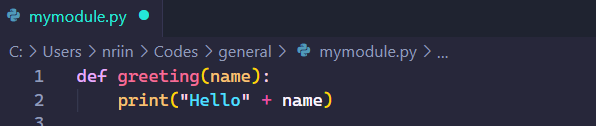 mymodule.py
C: > Users > nriin > Codes > general > mymodule.py > ...
1 def greeting(name):
2     print("Hello" + name)
3